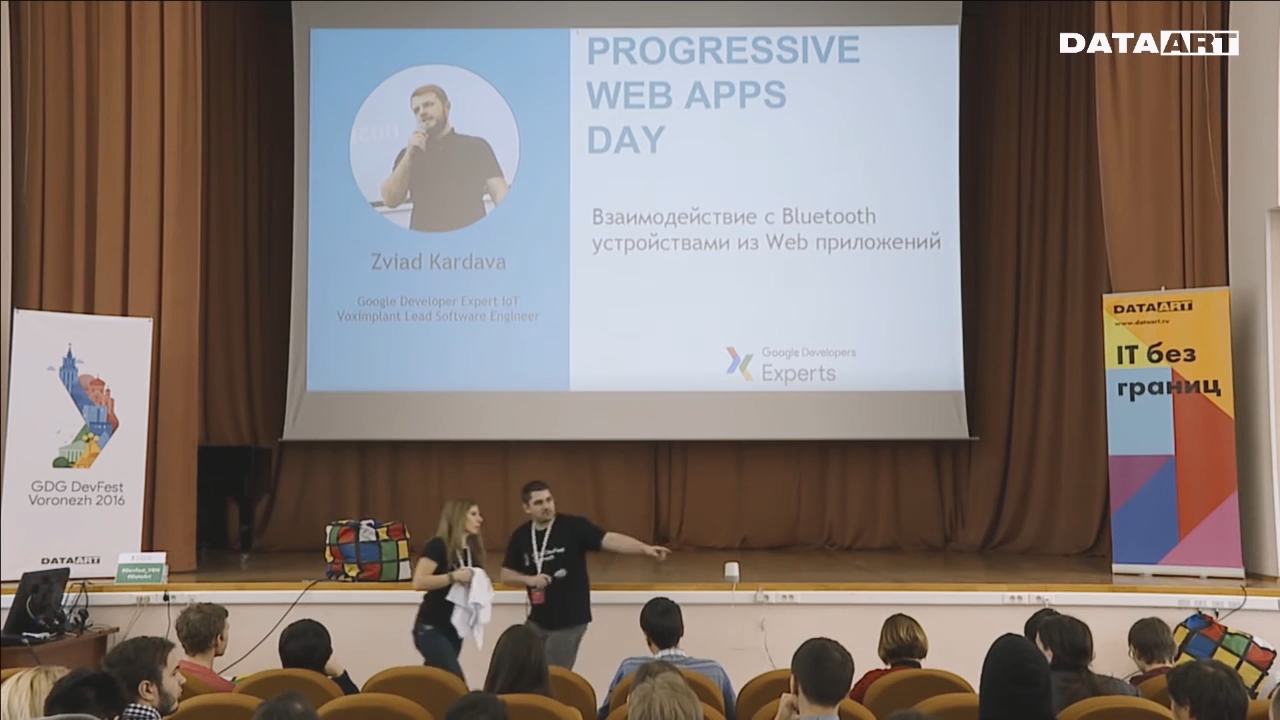 DATAART
PROGRESSIVE
WEB APPS
DAY
Взаимодействие с Bluetooth
устройствами из Web приложений
Zviad Kardava
Google Developer Expert IoT
VoxImplant Lead Software Engineer
Google Developers
Experts
GDG DevFest
Voronezh 2016
DATAART
DATAART
www.dataart.ru
IT без
границ
DevFest